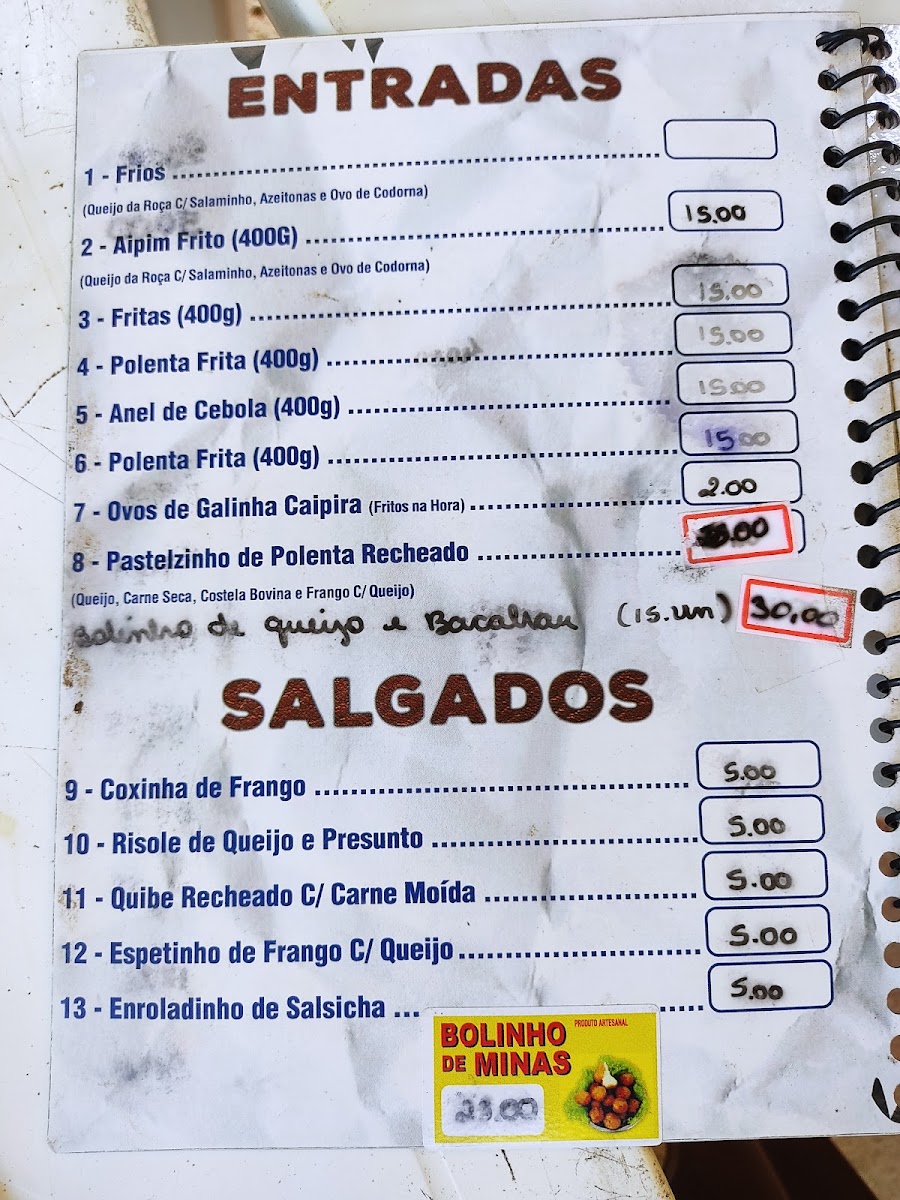 ENTRADAS
1 - Frios
(Queijo da Roça C/ Salaminho, Azeitonas e Ovo de Codorna)
2 - Aipim Frito (400G) 15.00
(Queijo da Roça C/ Salaminho, Azeitonas e Ovo de Codorna)
3 - Fritas (400g) 15.00
4 - Polenta Frita (400g) 15.00
5 - Anel de Cebola (400g) 15.00
6 - Polenta Frita (400g) 15.00
7 - Ovos de Galinha Caipira (Fritos na Hora) 2.00
8 - Pastelzinho de Polenta Recheado
(Queijo, Carne Seca, Costela Bovina e Frango C/ Queijo)
Bolinho de queijo e Bacalhau (15.un) 30,00
SALGADOS
9 - Coxinha de Frango 5.00
10 - Risole de Queijo e Presunto 5.00
11 - Quibe Recheado C/ Carne Moída 5.00
12 - Espetinho de Frango C/ Queijo 5.00
13 - Enroladinho de Salsicha 5.00
BOLINHO DE MINAS
PRODUTO ARTESANAL
23.00